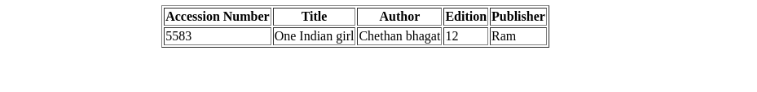 Accession Number Title Author Edition Publisher
5583 One Indian girl Chethan bhagat 12 Ram